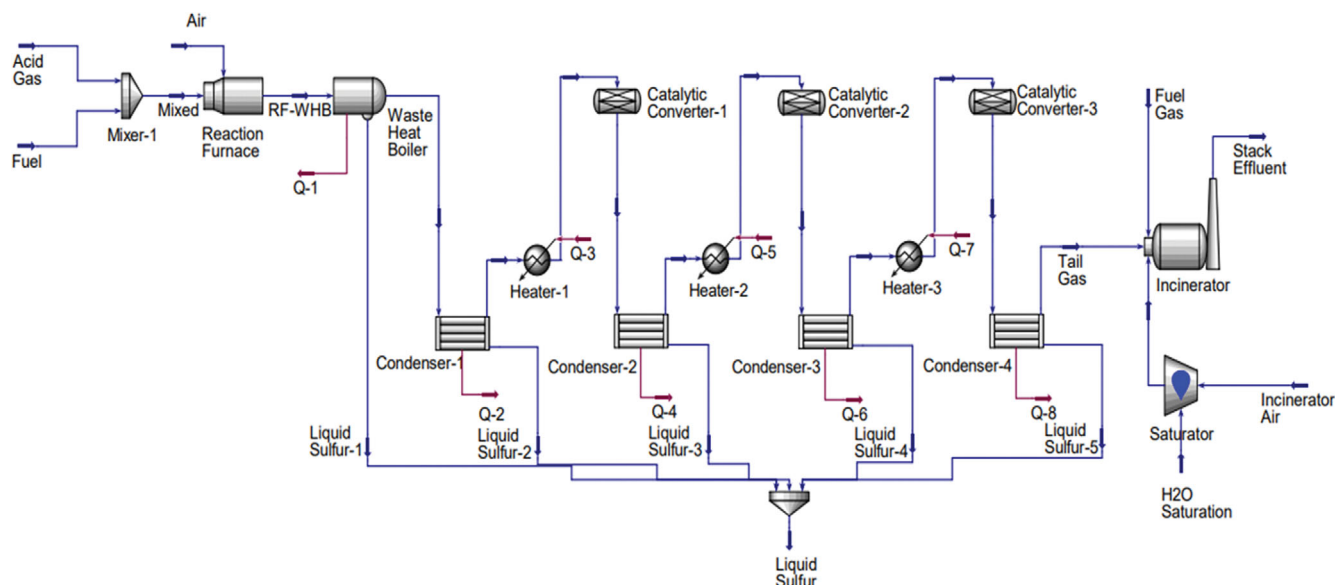 Air
Acid
Gas
Mixed
RF-WHB
Mixer-1
Reaction
Furnace
Fuel
Q-1
Waste
Heat
Boiler
Catalytic
Converter-1
Catalytic
Converter-2
Catalytic
Converter-3
Fuel
Gas
Stack
Effluent
Q-3
Heater-1
Q-5
Heater-2
Q-7
Heater-3
Tail
Gas
Incinerator
Condenser-1
Condenser-2
Condenser-3
Condenser-4
Q-2
Q-4
Q-6
Q-8
Saturator
Incinerator
Air
Liquid
Sulfur-1
Liquid
Sulfur-2
Liquid
Sulfur-3
Liquid
Sulfur-4
Liquid
Sulfur-5
H2O
Saturation
Liquid
Sulfur